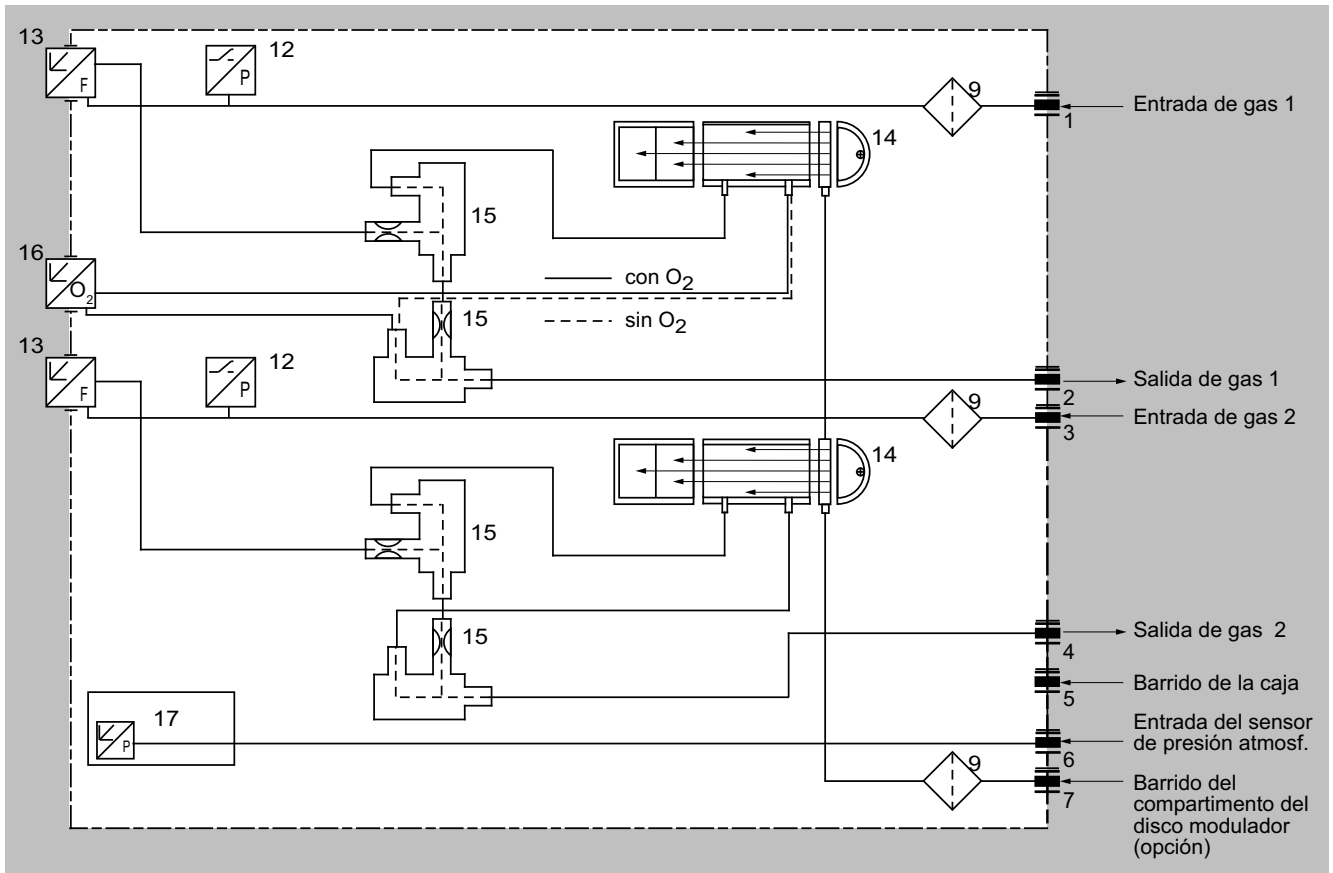 13
12
F
P
9
1
Entrada de gas 1
14
15
16
O2
con O2
15
sin O2
13
12
F
P
2
Salida de gas 1
9
3
Entrada de gas 2
14
15
15
4
Salida de gas 2
5
Barrido de la caja
17
P
6
Entrada del sensor
de presión atmosf.
9
7
Barrido del
compartimento del
disco modulador
(opción)